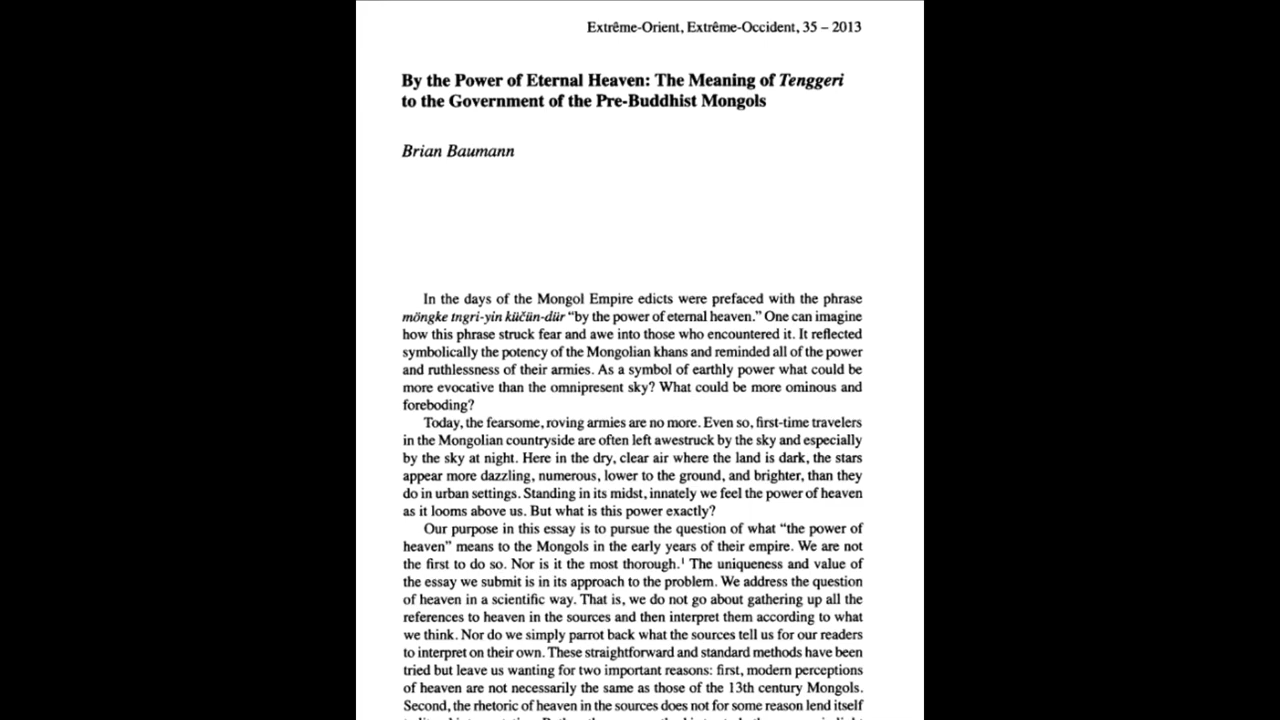 Extrême-Orient, Extrême-Occident, 35 – 2013
By the Power of Eternal Heaven: The Meaning of Tenggeri
to the Government of the Pre-Buddhist Mongols
Brian Baumann
In the days of the Mongol Empire edicts were prefaced with the phrase
möngke tngri-yin küčün-dür “by the power of eternal heaven.” One can imagine
how this phrase struck fear and awe into those who encountered it. It reflected
symbolically the potency of the Mongolian khans and reminded all of the power
and ruthlessness of their armies. As a symbol of earthly power what could be
more evocative than the omnipresent sky? What could be more ominous and
foreboding?
Today, the fearsome, roving armies are no more. Even so, first-time travelers
in the Mongolian countryside are often left awestruck by the sky and especially
by the sky at night. Here in the dry, clear air where the land is dark, the stars
appear more dazzling, numerous, lower to the ground, and brighter, than they
do in urban settings. Standing in its midst, innately we feel the power of heaven
as it looms above us. But what is this power exactly?
Our purpose in this essay is to pursue the question of what “the power of
heaven” means to the Mongols in the early years of their empire. We are not
the first to do so. Nor is it the most thorough.¹ The uniqueness and value of
the essay we submit is in its approach to the problem. We address the question
of heaven in a scientific way. That is, we do not go about gathering up all the
references to heaven in the sources and then interpret them according to what
we think. Nor do we simply parrot back what the sources tell us for our readers
to interpret on their own. These straightforward and standard methods have been
tried but leave us wanting for two important reasons: first, modern perceptions
of heaven are not necessarily the same as those of the 13th century Mongols.
Second, the rhetoric of heaven in the sources does not for some reason lend itself